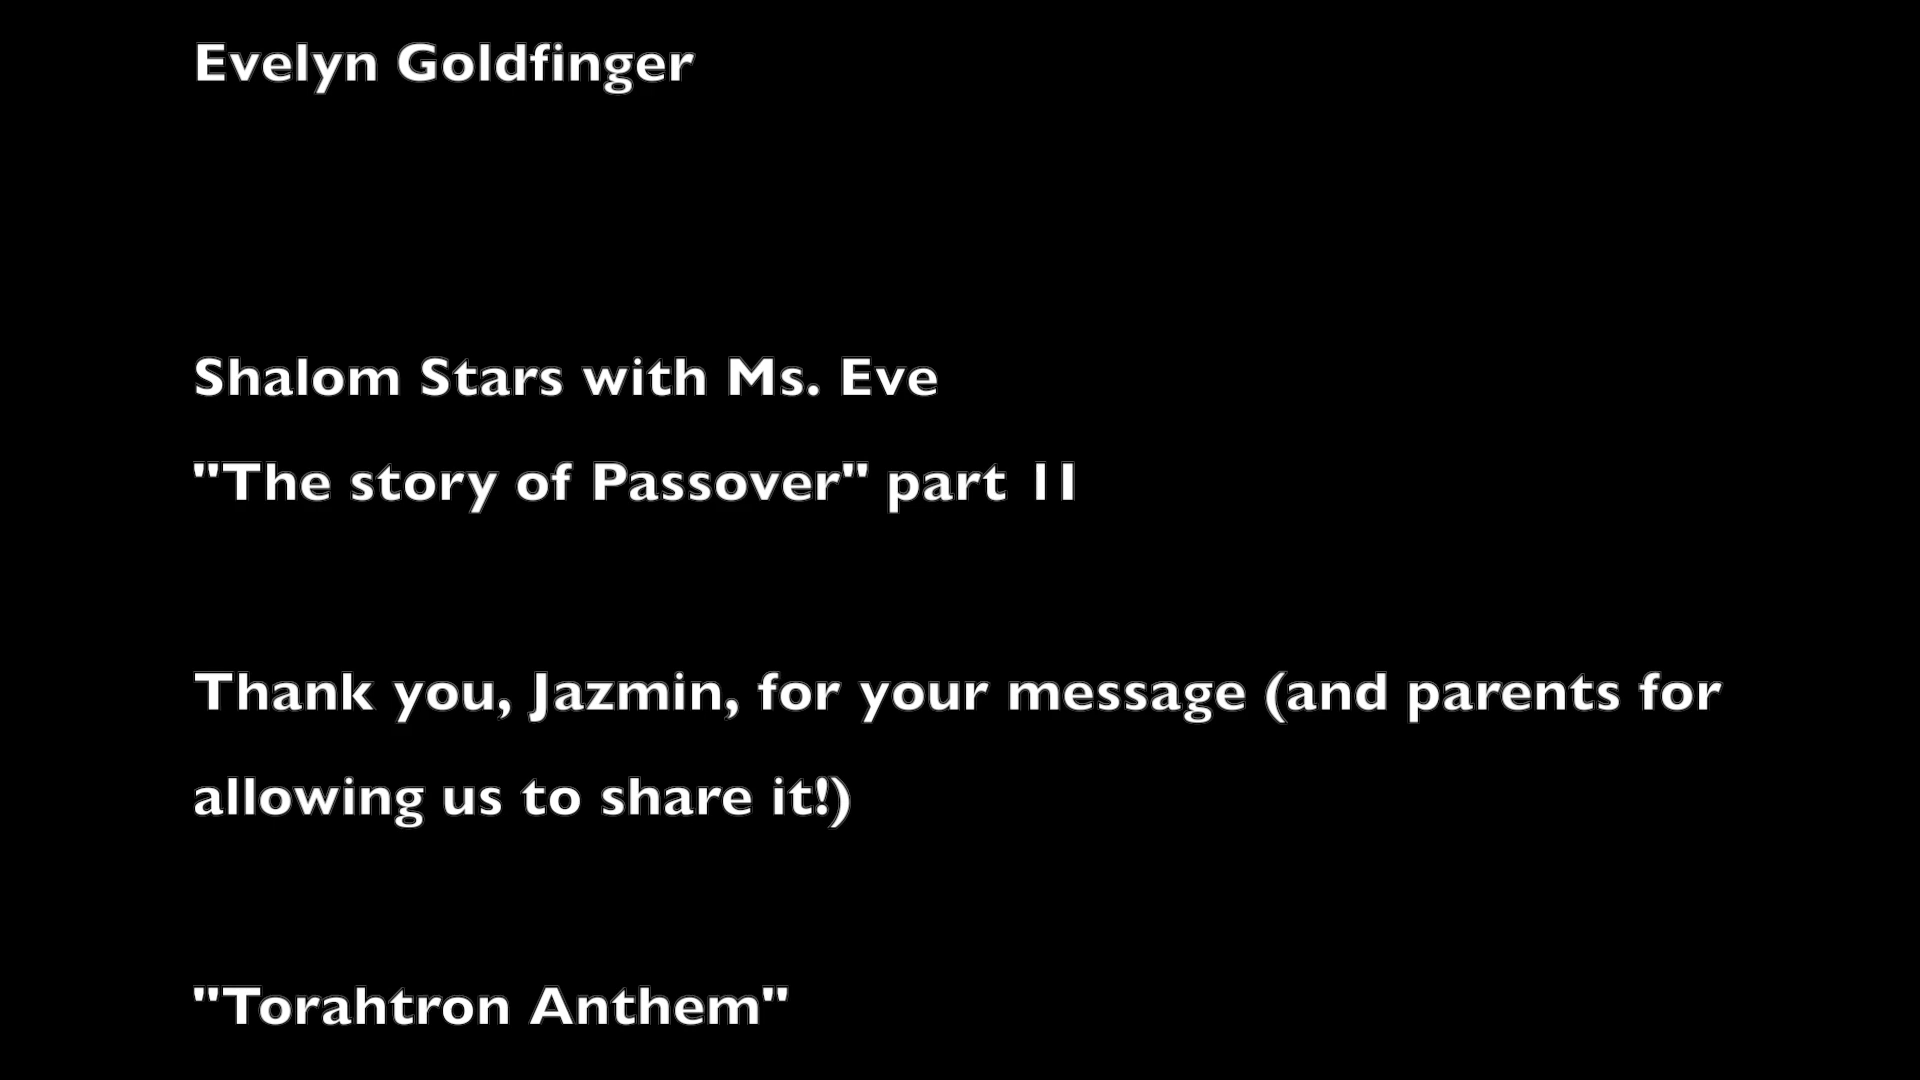 Evelyn Goldfinger
Shalom Stars with Ms. Eve
"The story of Passover" part 1I
Thank you, Jazmin, for your message (and parents for
allowing us to share it!)
"Torahtron Anthem"